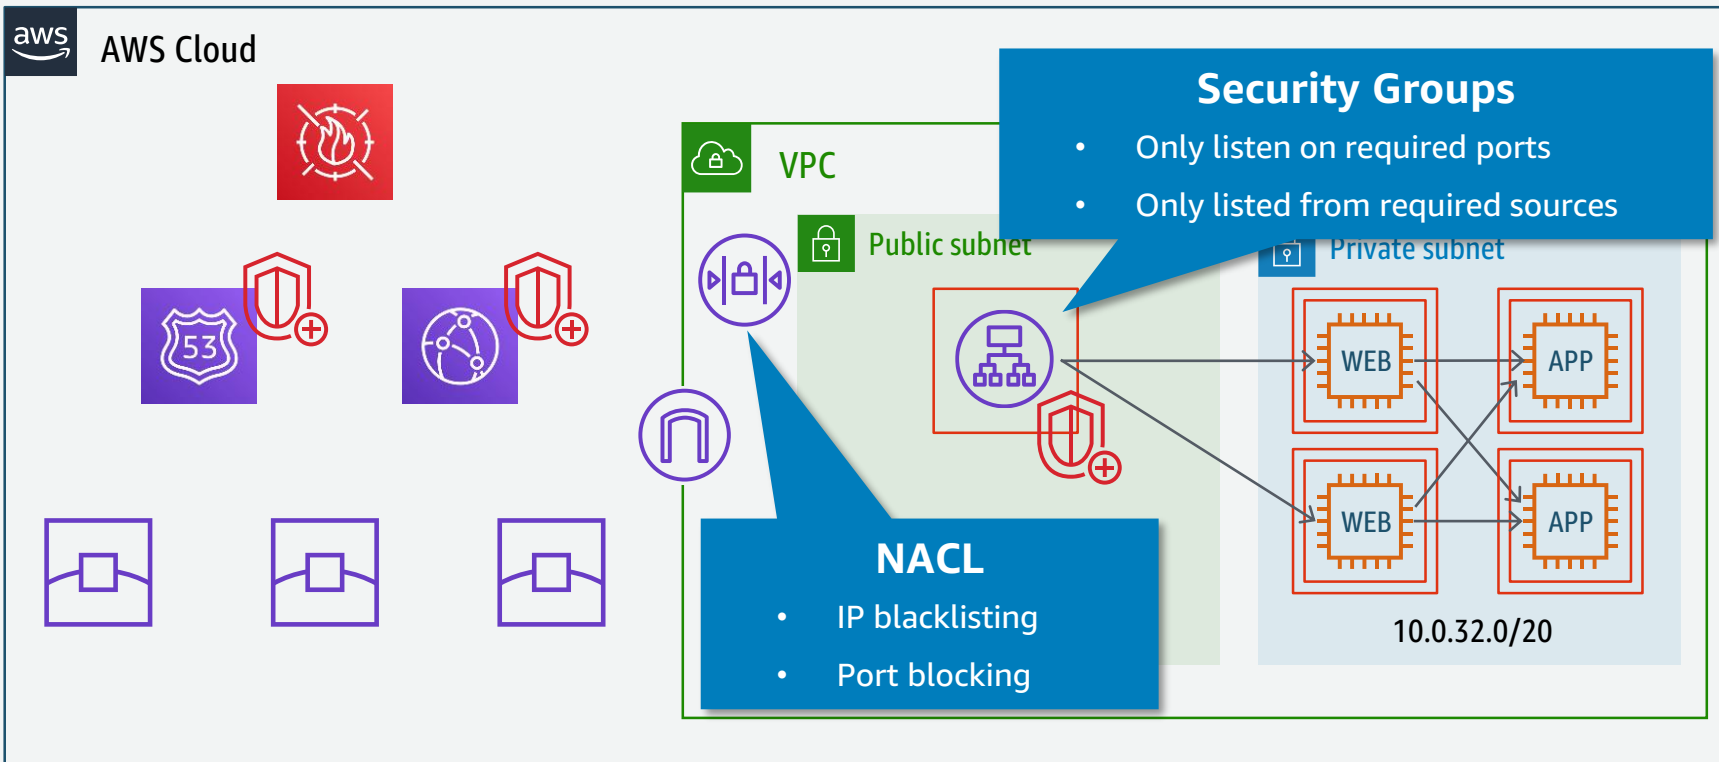 aws
AWS Cloud
Security Groups
• Only listen on required ports
• Only listed from required sources
VPC
Public subnet
Private subnet
53
WEB
APP
WEB
APP
NACL
• IP blacklisting
• Port blocking
10.0.32.0/20